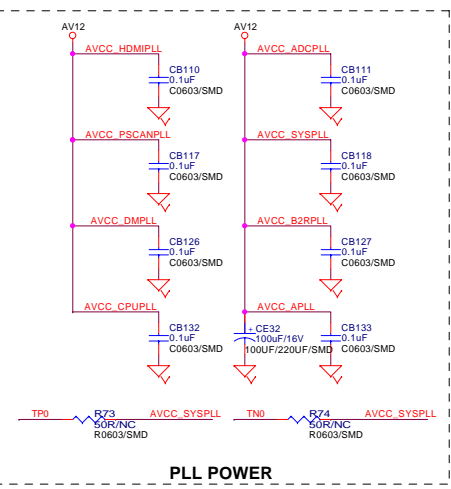 AV12
AV12
AVCC_HDMIPLL
AVCC_ADCPLL
CB110
0.1uF
C0603/SMD
CB111
0.1uF
C0603/SMD
AVCC_PSCANPLL
AVCC_SYSPLL
CB117
0.1uF
C0603/SMD
CB118
0.1uF
C0603/SMD
AVCC_DMPLL
AVCC_B2RPLL
CB126
0.1uF
C0603/SMD
CB127
0.1uF
C0603/SMD
AVCC_CPUPLL
AVCC_APLL
CB132
0.1uF
C0603/SMD
+ CE32
100uF/16V
100UF/220UF/SMD
CB133
0.1uF
C0603/SMD
TP0
R73
50R/NC
R0603/SMD
AVCC_SYSPLL
TN0
R74
50R/NC
R0603/SMD
AVCC_SYSPLL
PLL POWER